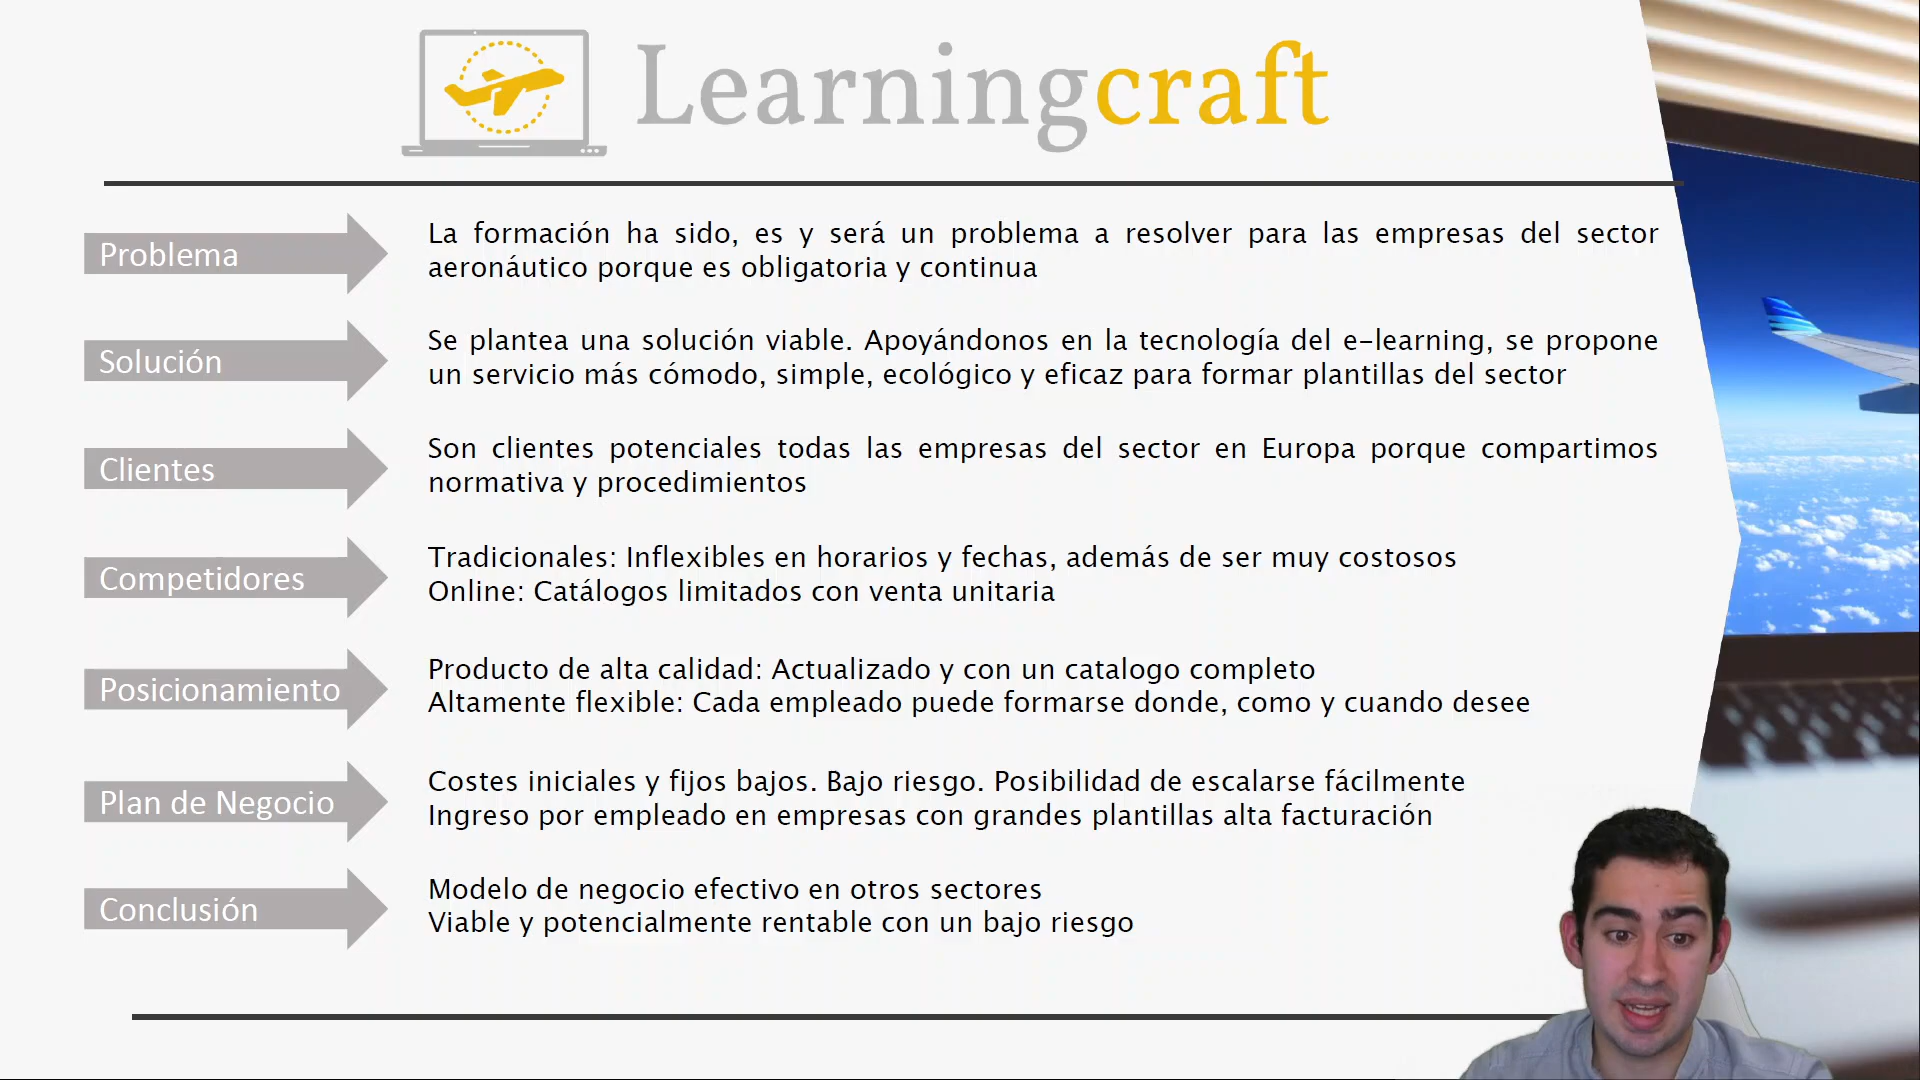 Learningcraft
Problema
La formación ha sido, es y será un problema a resolver para las empresas del sector
aeronáutico porque es obligatoria y continua
Solución
Se plantea una solución viable. Apoyándonos en la tecnología del e-learning, se propone
un servicio más cómodo, simple, ecológico y eficaz para formar plantillas del sector
Clientes
Son clientes potenciales todas las empresas del sector en Europa porque compartimos
normativa y procedimientos
Competidores
Tradicionales: Inflexibles en horarios y fechas, además de ser muy costosos
Online: Catálogos limitados con venta unitaria
Posicionamiento
Producto de alta calidad: Actualizado y con un catalogo completo
Altamente flexible: Cada empleado puede formarse donde, como y cuando desee
Plan de Negocio
Costes iniciales y fijos bajos. Bajo riesgo. Posibilidad de escalarse fácilmente
Ingreso por empleado en empresas con grandes plantillas alta facturación
Conclusión
Modelo de negocio efectivo en otros sectores
Viable y potencialmente rentable con un bajo riesgo